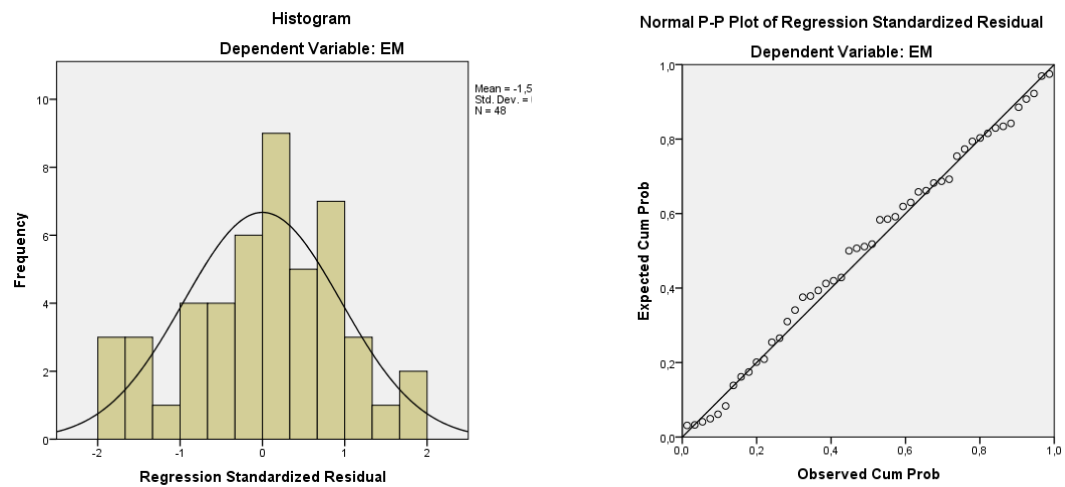 Histogram
Dependent Variable: EM
Mean = -1,5
Std. Dev. =
N = 48
10
8
6
4
2
0
Frequency
-2
-1
0
1
2
Regression Standardized Residual
Normal P-P Plot of Regression Standardized Residual
Dependent Variable: EM
1,0
0,8
0,6
0,4
0,2
0,0
Expected Cum Prob
0,0
0,2
0,4
0,6
0,8
1,0
Observed Cum Prob